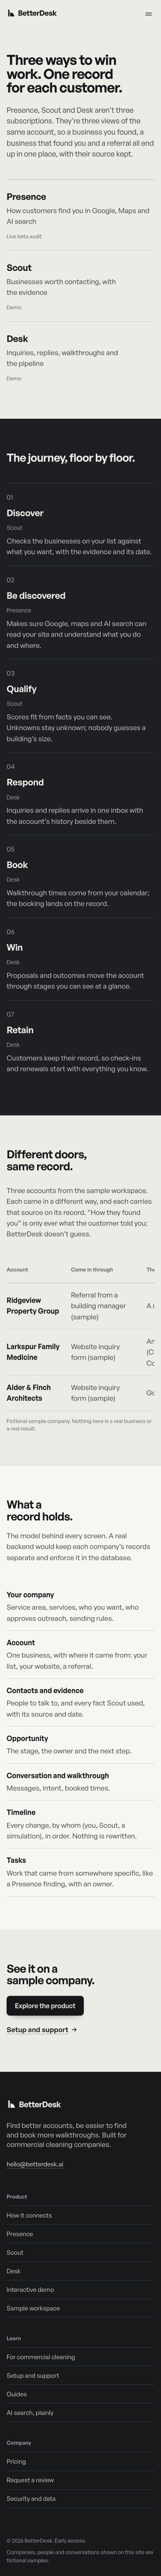 BetterDesk
Three ways to win
work. One record
for each customer.
Presence, Scout and Desk aren't three
subscriptions. They're three views of the
same account, so a business you found, a
business that found you and a referral all end
up in one place, with their source kept.
Presence
How customers find you in Google, Maps and
AI search
Live beta audit
Scout
Businesses worth contacting, with
the evidence
Demo
Desk
Inquiries, replies, walkthroughs and
the pipeline
Demo
The journey, floor by floor.
01
Discover
Scout
Checks the businesses on your list against
what you want, with the evidence and its date.
02
Be discovered
Presence
Makes sure Google, maps and AI search can
read your site and understand what you do
and where.
03
Qualify
Scout
Scores fit from facts you can see.
Unknowns stay unknown; nobody guesses a
building's size.
04
Respond
Desk
Inquiries and replies arrive in one inbox with
the account's history beside them.
05
Book
Desk
Walkthrough times come from your calendar;
the booking lands on the record.
06
Win
Desk
Proposals and outcomes move the account
through stages you can see at a glance.
07
Retain
Desk
Customers keep their record, so check-ins
and renewals start with everything you know.
Different doors,
same record.
Three accounts from the sample workspace.
Each came in a different way, and each carries
that source on its record. "How they found
you" is only ever what the customer told you;
BetterDesk doesn't guess.
Account
Came in through
Ridgeway
Property Group
Referral from a
building manager
(sample)
Larkspur Family
Medicine
Website inquiry
form (sample)
Alder & Finch
Architects
Website inquiry
form (sample)
Fictional sample company. Nothing here is a real business or
a real result.
What a
record holds.
The model behind every screen. A real
backend would keep each company's records
separate and enforce it in the database.
Your company
Service area, services, who you want, who
approves outreach, sending rules.
Account
One business, with where it came from: your
list, your website, a referral.
Contacts and evidence
People to talk to, and every fact Scout used,
with its source and date.
Opportunity
The stage, the owner and the next step.
Conversation and walkthrough
Messages, intent, booked times.
Timeline
Every change, by whom (you, Scout, a
simulation), in order. Nothing is rewritten.
Tasks
Work that came from somewhere specific, like
a Presence finding, with an owner.
See it on a
sample company.
Explore the product
Setup and support →
BetterDesk
Find better accounts, be easier to find
and book more walkthroughs. Built for
commercial cleaning companies.
hello@betterdesk.ai
Product
How it connects
Presence
Scout
Desk
Interactive demo
Sample workspace
Learn
For commercial cleaning
Setup and support
Guides
AI search, plainly
Company
Pricing
Request a review
Security and data
© 2026 BetterDesk. Early access.
Companies, people and conversations shown on this site are
fictional samples.